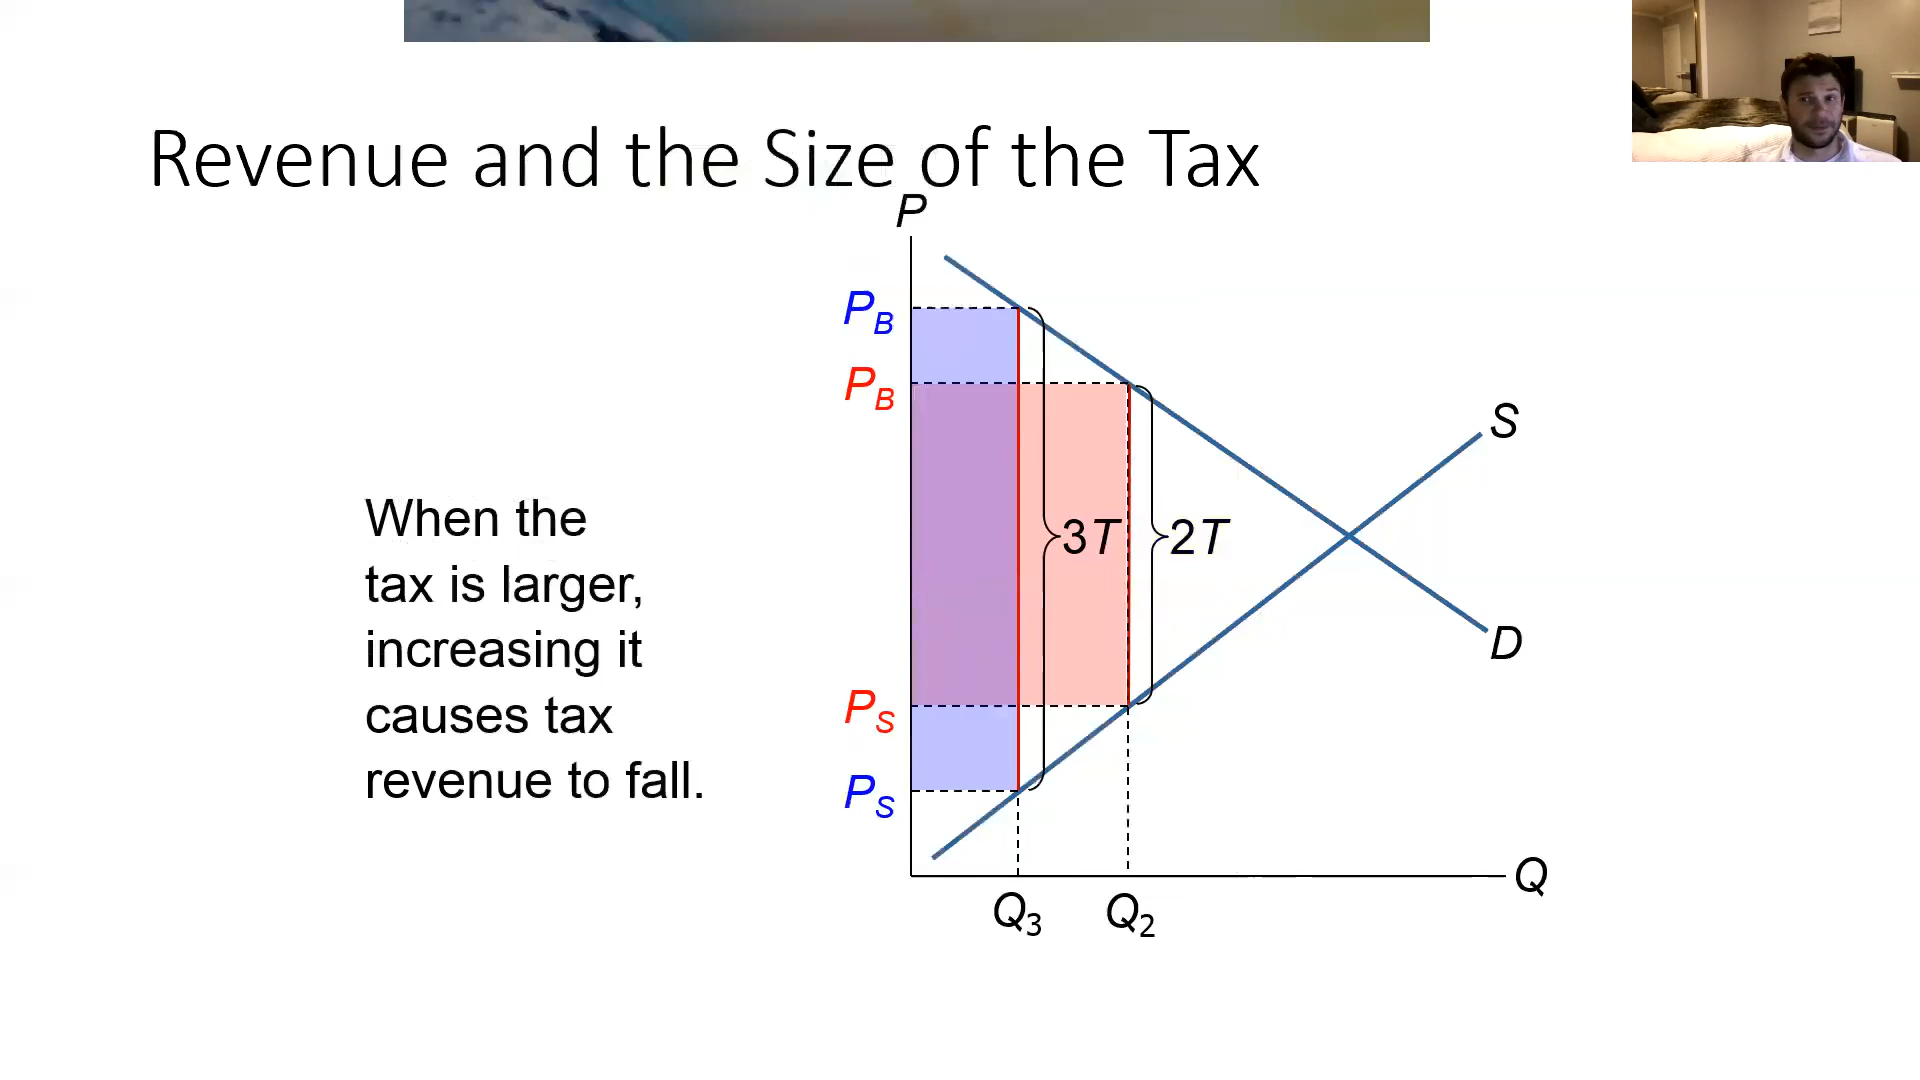 Revenue and the Size of the Tax
P
P_B
P_B
S
When the
tax is larger,
increasing it
causes tax
revenue to fall.
3T
2T
D
P_S
P_S
Q
Q₃
Q₂